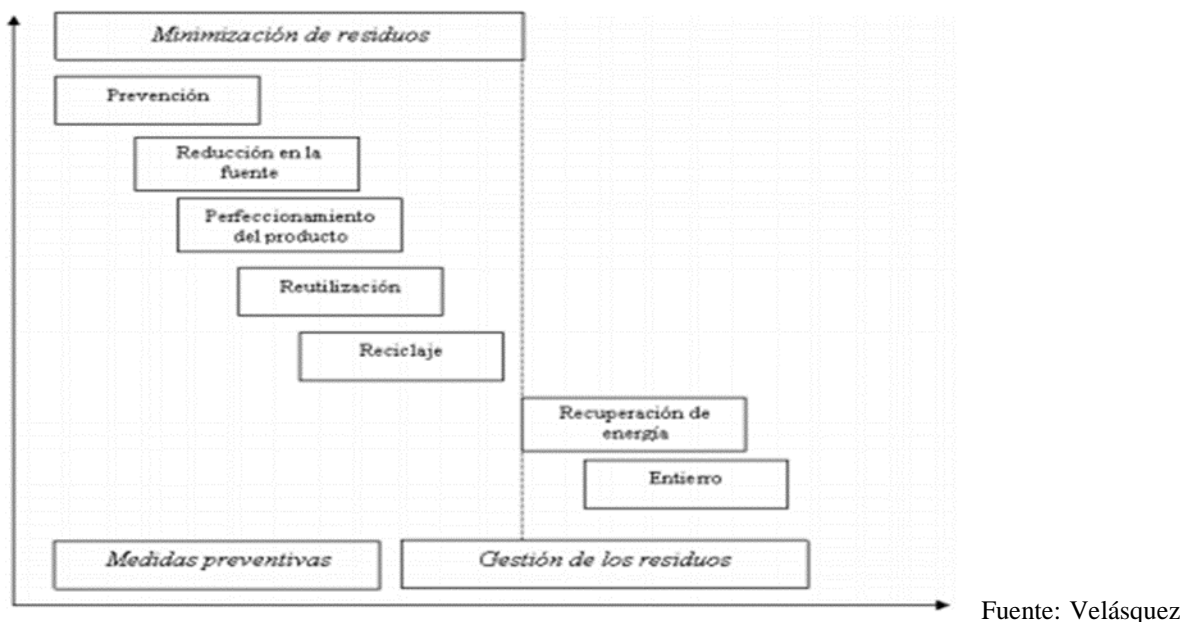 Minimización de residuos
Prevención
Reducción en la
fuente
Perfeccionamiento
del producto
Reutilización
Reciclaje
Recuperación de
energía
Entierro
Medidas preventivas
Gestión de los residuos
Fuente: Velásquez